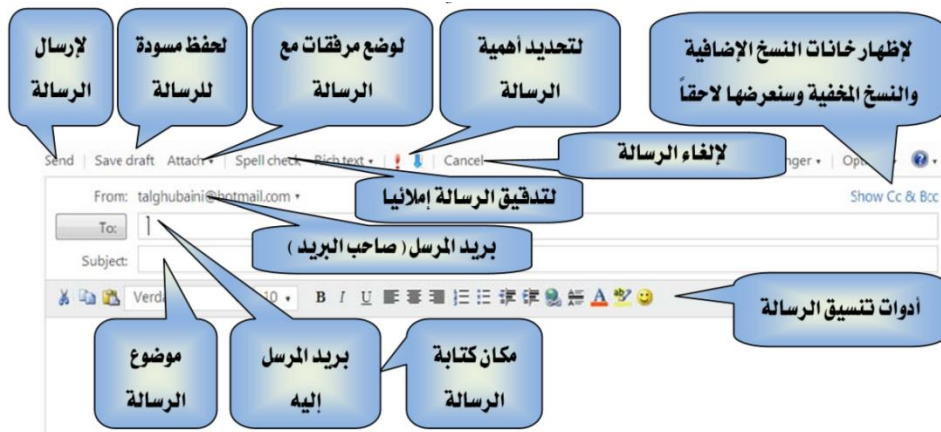 لإرسال
الرسالة
لحفظ مسودة
للرسالة
لوضع مرفقات مع
الرسالة
لتحديد أهمية
الرسالة
لإظهار خانات النسخ الإضافية
والنسخ المخفية وسنعرضها لاحقاً
Send | Save draft Attach | Spell check Rich text | Cancel
لإلغاء الرسالة
From: talghubaini@hotmail.com
لتدقيق الرسالة إملائيا
Show Cc & Bcc
To:
بريد المرسل ( صاحب البريد )
Subject:
10 B I U A
أدوات تنسيق الرسالة
موضوع
الرسالة
بريد المرسل
إليه
مكان كتابة
الرسالة